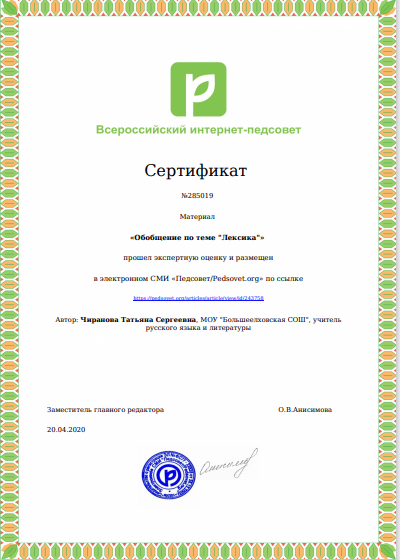 Всероссийский интернет-педсовет
Сертификат
№285019
Материал
«Обобщение по теме "Лексика"»
прошел экспертную оценку и размещен
в электронном СМИ «Педсовет/Pedsovet.org» по ссылке
https://pedsovet.org/articles/article/view/id/243758
Автор: Чиранова Татьяна Сергеевна, МОУ "Большеелховская СОШ", учитель
русского языка и литературы
Заместитель главного редактора О.В.Анисимова
20.04.2020